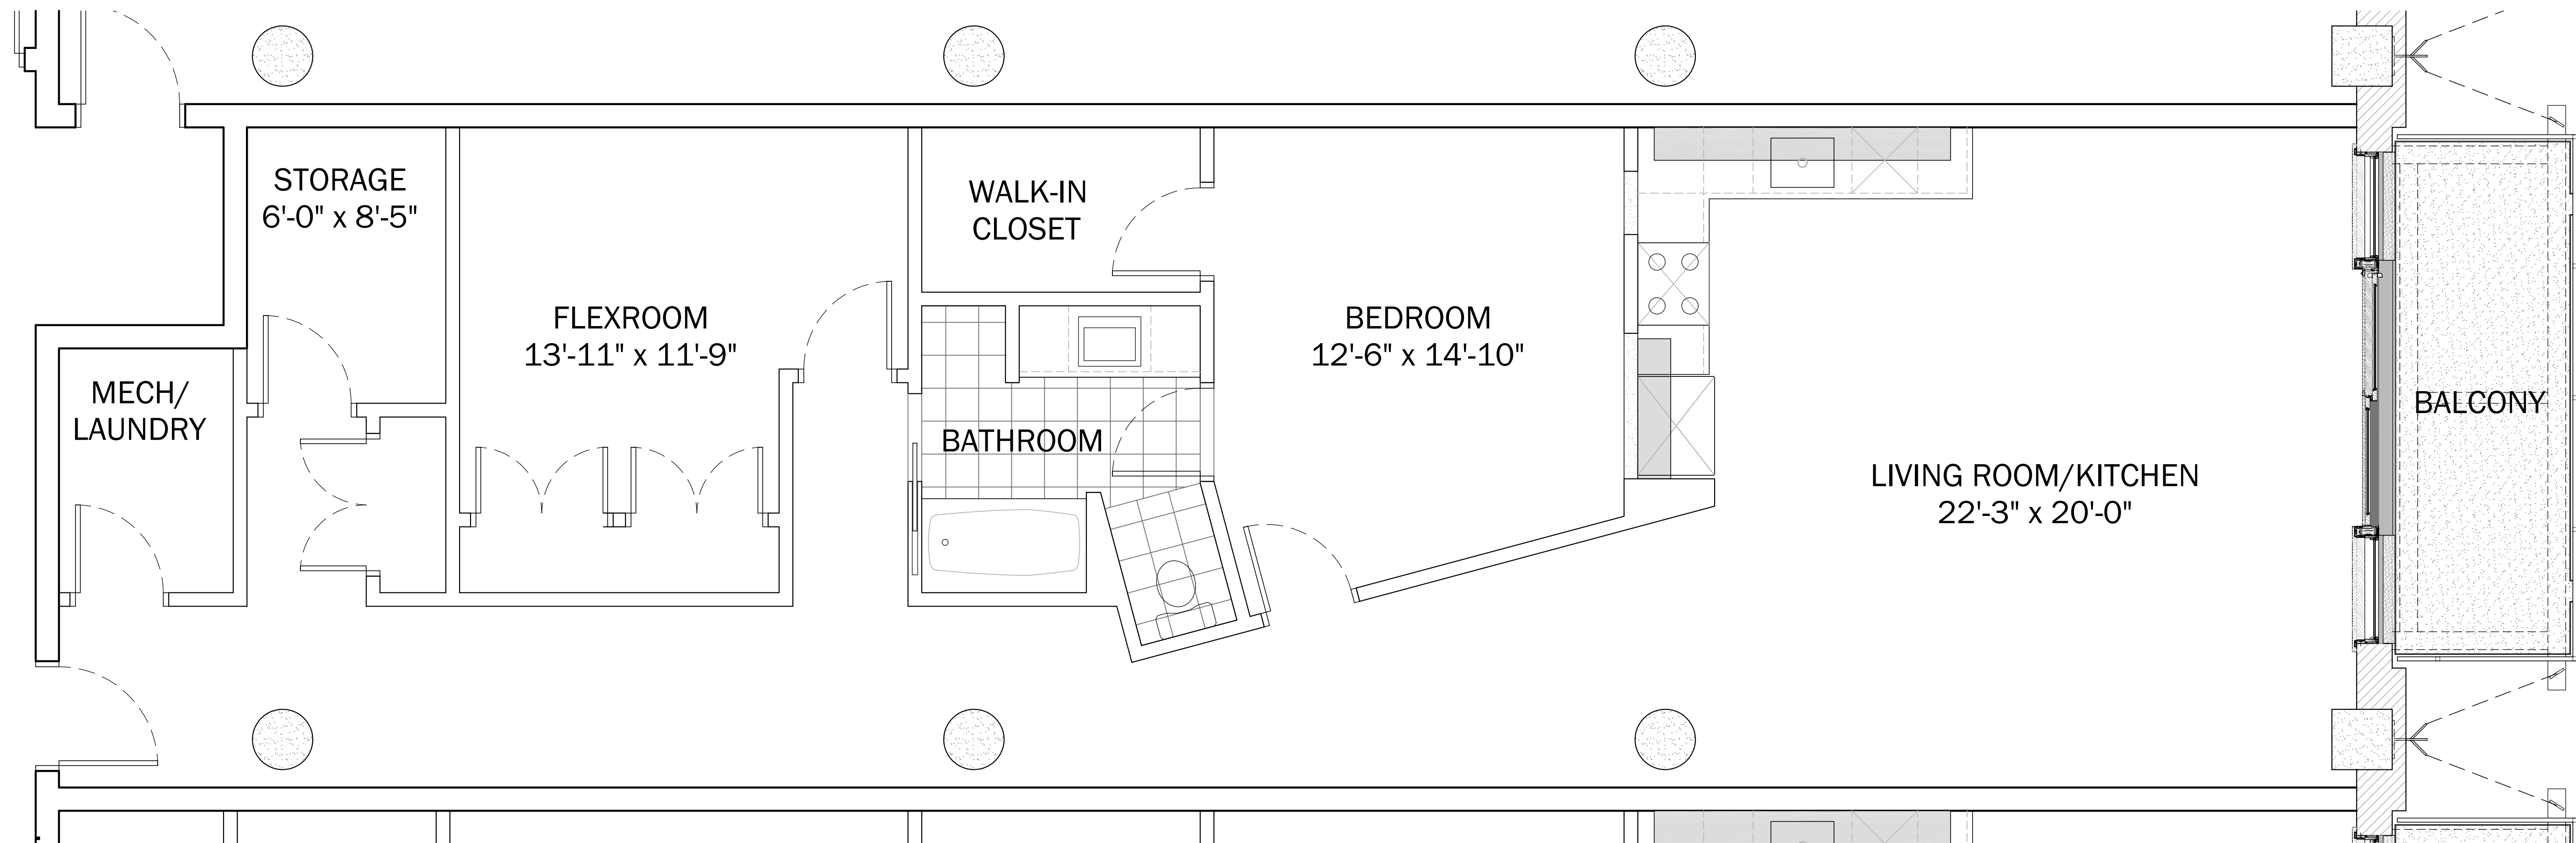 STORAGE
6'-0" x 8'-5"
MECH/
LAUNDRY
FLEXROOM
13'-11" x 11'-9"
WALK-IN
CLOSET
BATHROOM
BEDROOM
12'-6" x 14'-10"
LIVING ROOM/KITCHEN
22'-3" x 20'-0"
BALCONY